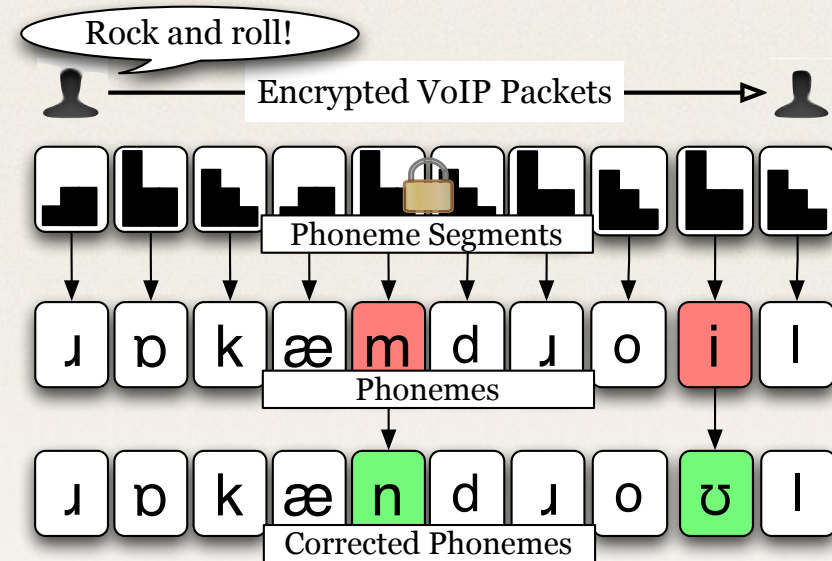 Rock and roll!
Encrypted VoIP Packets
Phoneme Segments
ɹ ɒ k æ m d ɹ o i l
Phonemes
ɹ ɒ k æ n d ɹ o ʊ l
Corrected Phonemes